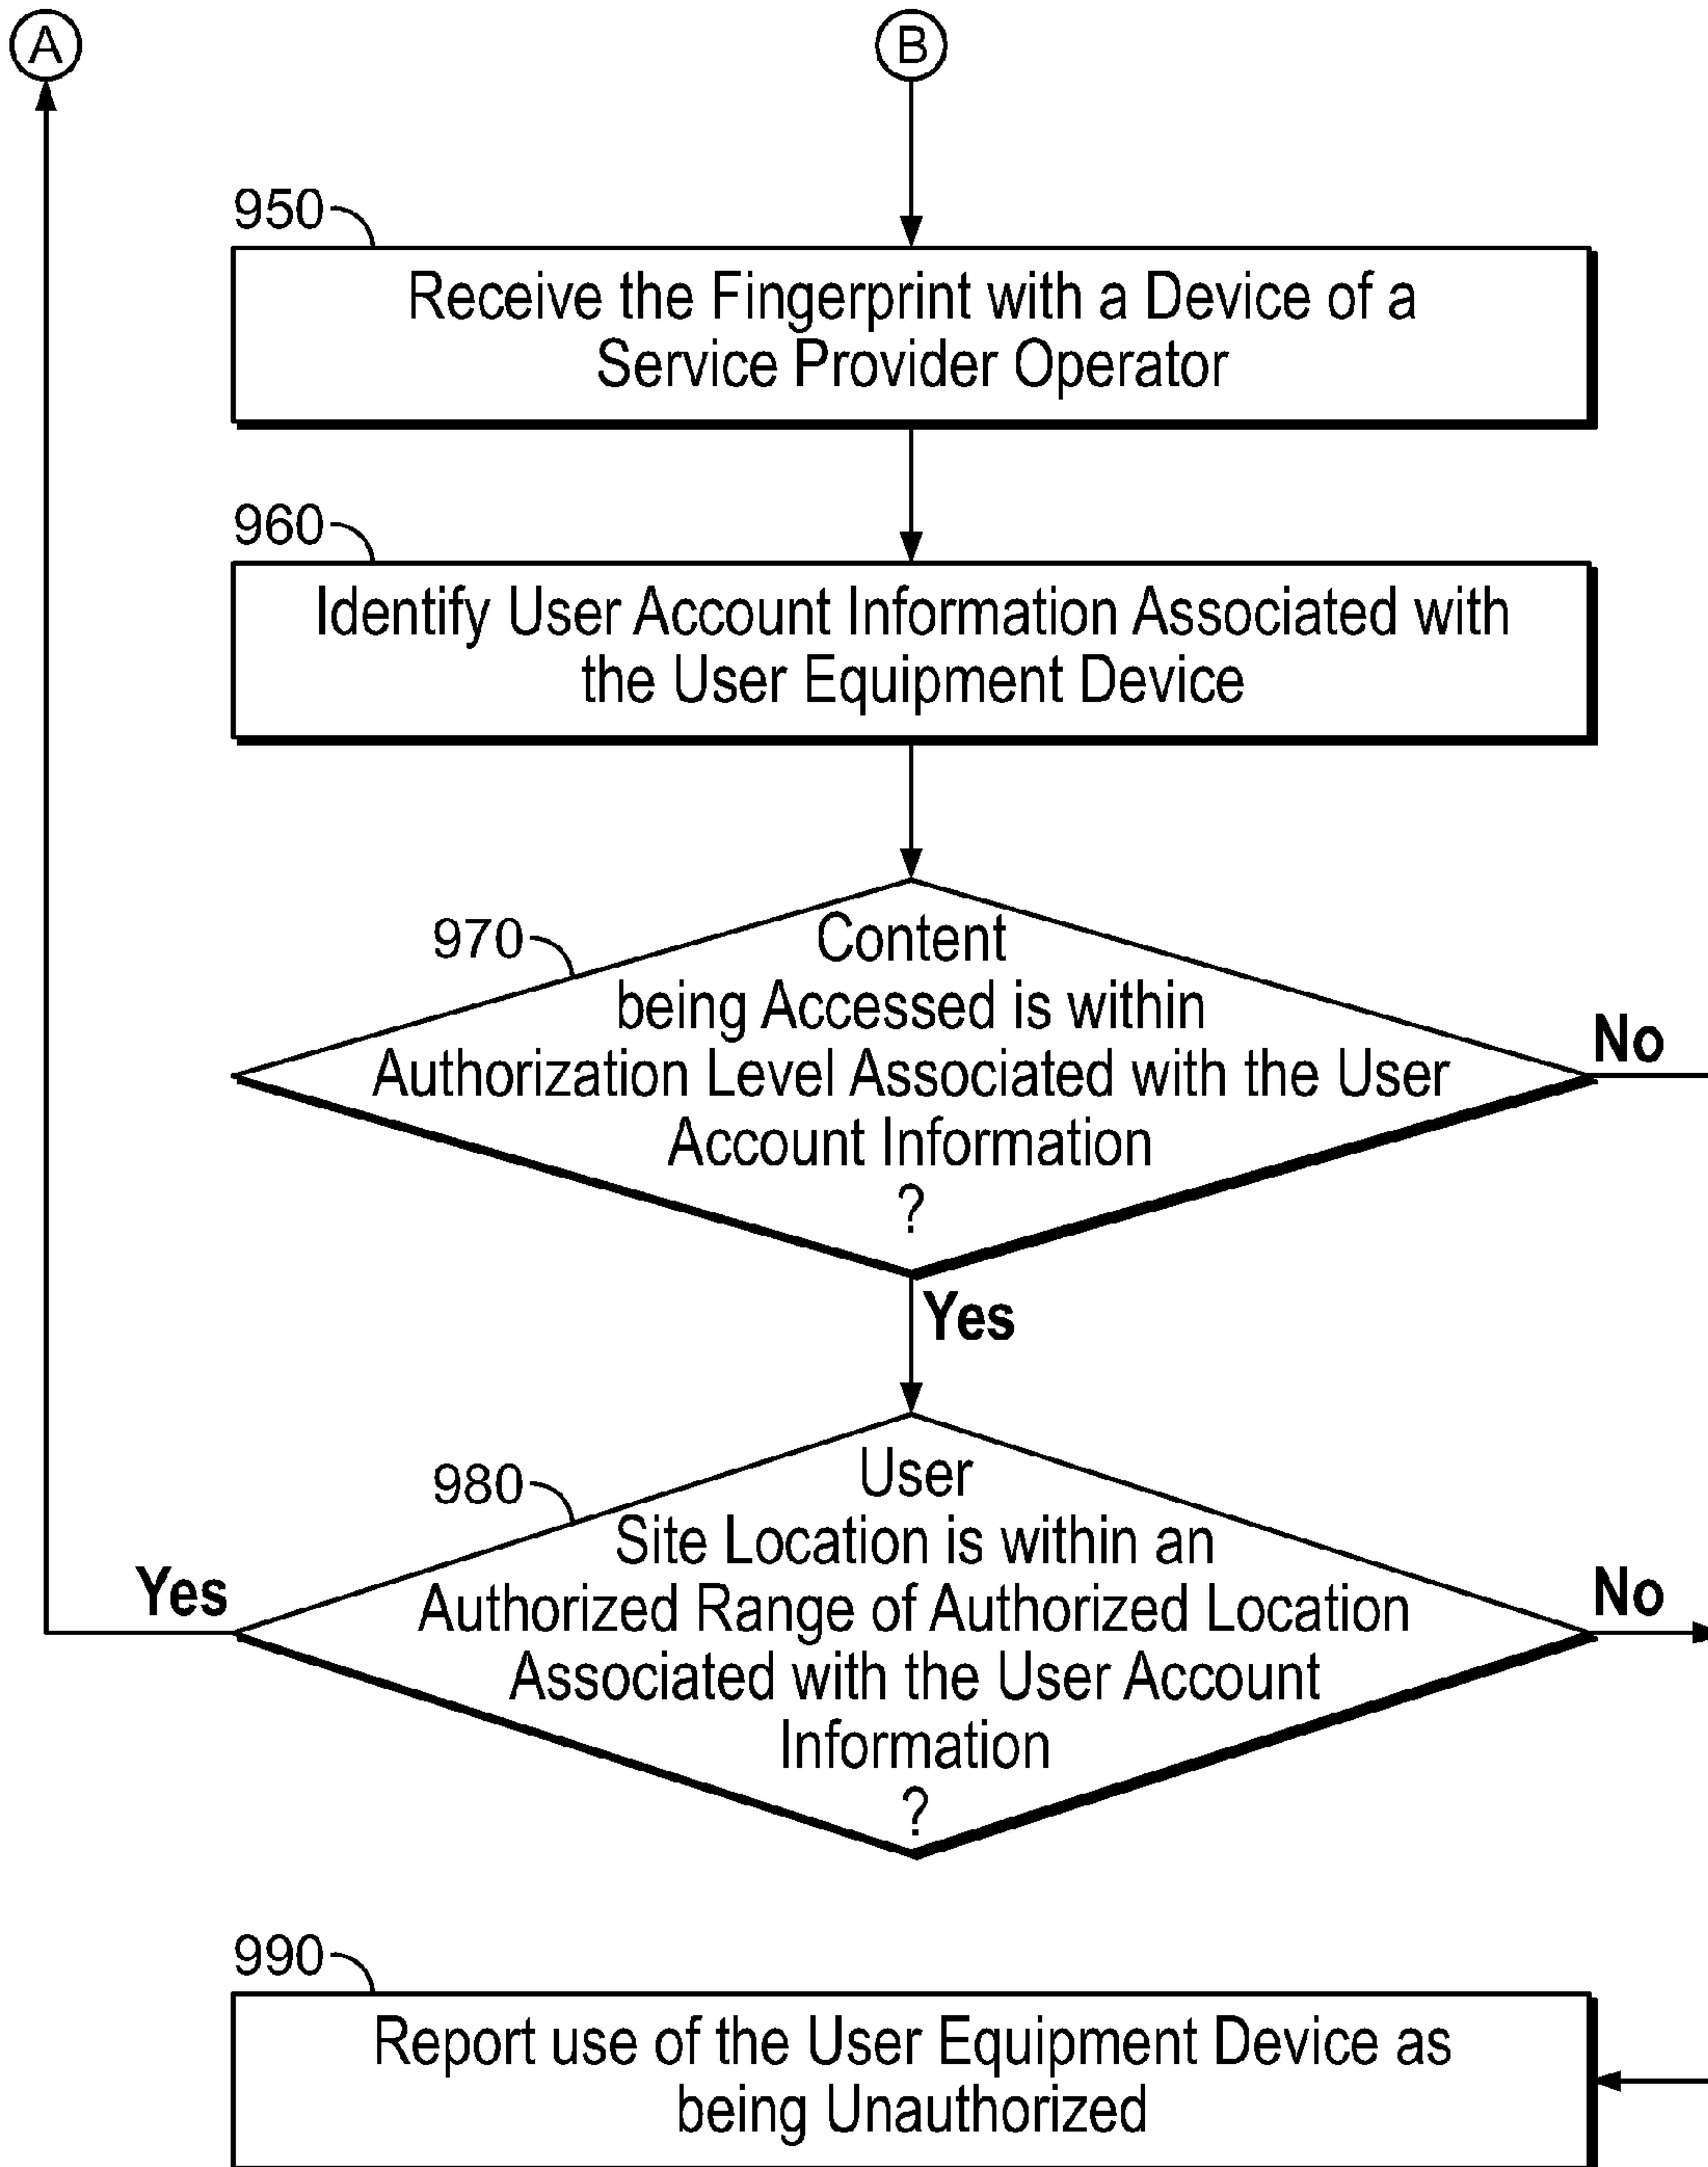 A
B
950
Receive the Fingerprint with a Device of a
Service Provider Operator
960
Identify User Account Information Associated with
the User Equipment Device
970
Content
being Accessed is within
Authorization Level Associated with the User
Account Information
?
No
Yes
980
User
Site Location is within an
Authorized Range of Authorized Location
Associated with the User Account
Information
?
Yes
No
990
Report use of the User Equipment Device as
being Unauthorized